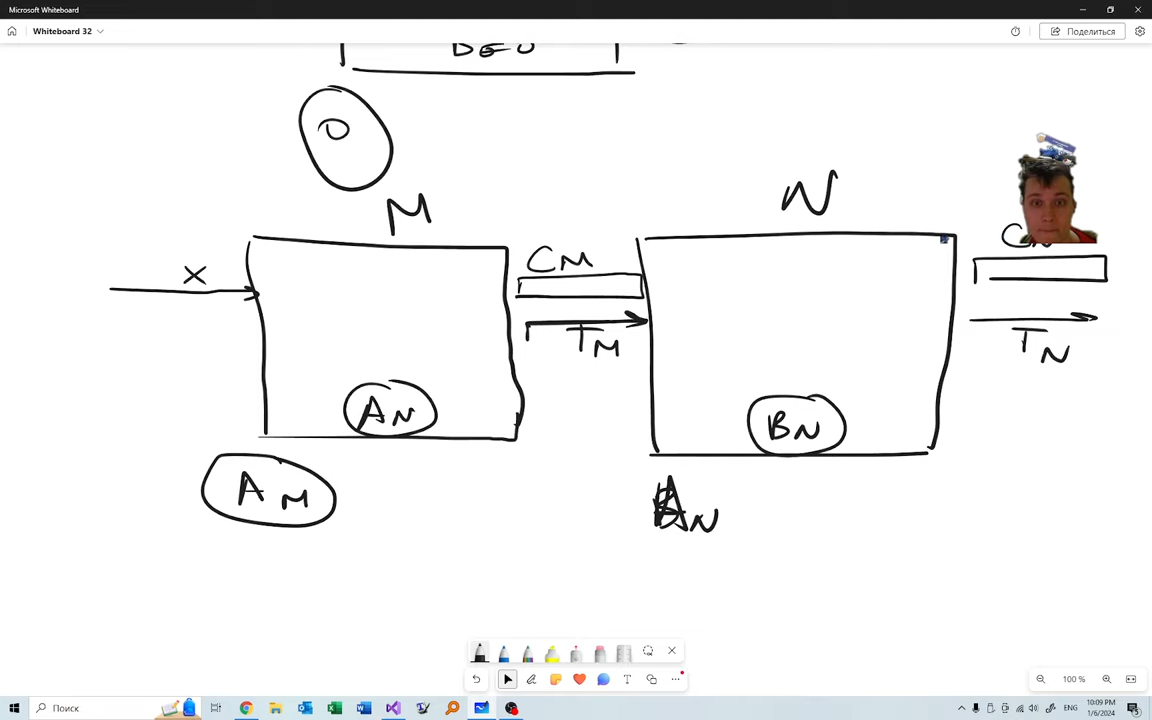 Microsoft Whiteboard
Whiteboard 32
Поделиться
D
M
N
X
CM
TM
TN
AN
BN
AM
N
100 %
Поиск
ENG
10:09 PM
1/6/2024
5